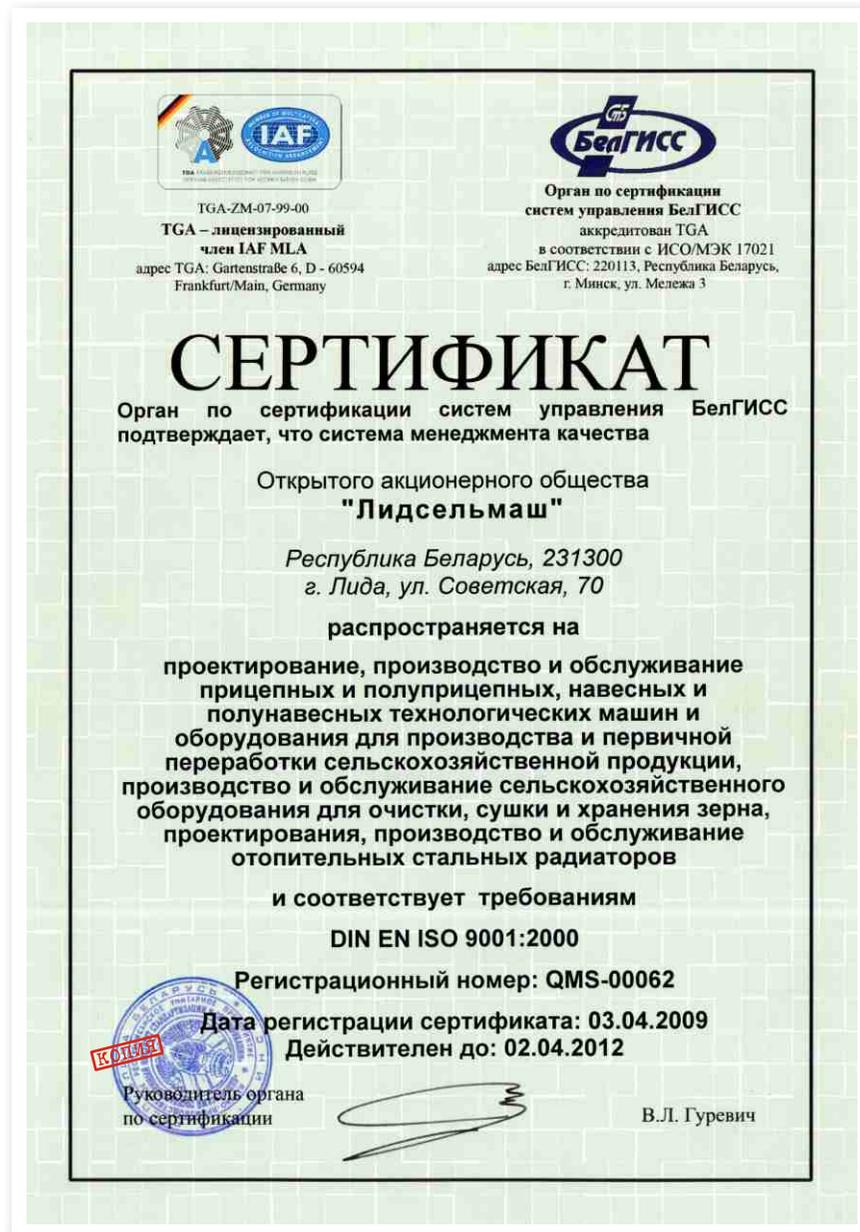 IAF
TGA-ZM-07-99-00
TGA – лицензированный
член IAF MLA
адрес TGA: Gartenstraße 6, D - 60594
Frankfurt/Main, Germany
СТБ
БелГИСС
Орган по сертификации
систем управления БелГИСС
аккредитован TGA
в соответствии с ИСО/МЭК 17021
адрес БелГИСС: 220113, Республика Беларусь,
г. Минск, ул. Мележа 3
СЕРТИФИКАТ
Орган по сертификации систем управления БелГИСС
подтверждает, что система менеджмента качества
Открытого акционерного общества
"Лидсельмаш"
Республика Беларусь, 231300
г. Лида, ул. Советская, 70
распространяется на
проектирование, производство и обслуживание
прицепных и полуприцепных, навесных и
полунавесных технологических машин и
оборудования для производства и первичной
переработки сельскохозяйственной продукции,
производство и обслуживание сельскохозяйственного
оборудования для очистки, сушки и хранения зерна,
проектирования, производство и обслуживание
отопительных стальных радиаторов
и соответствует требованиям
DIN EN ISO 9001:2000
Регистрационный номер: QMS-00062
Дата регистрации сертификата: 03.04.2009
Действителен до: 02.04.2012
КОПИЯ
Руководитель органа
по сертификации
В.Л. Гуревич